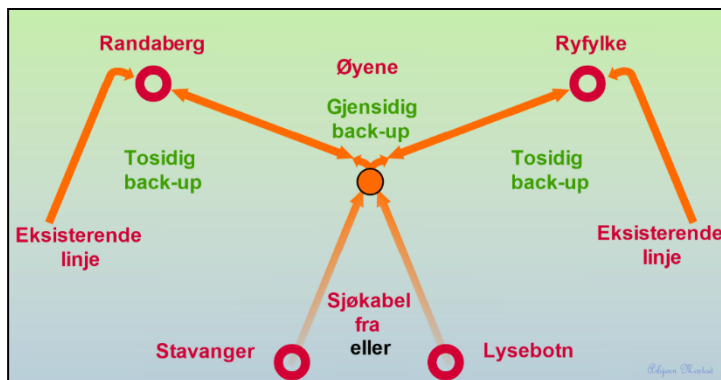 Randaberg
Ryfylke
Øyene
Gjensidig
back-up
Tosidig
back-up
Tosidig
back-up
Eksisterende
linje
Eksisterende
linje
Sjøkabel
fra
eller
Stavanger
Lysebotn